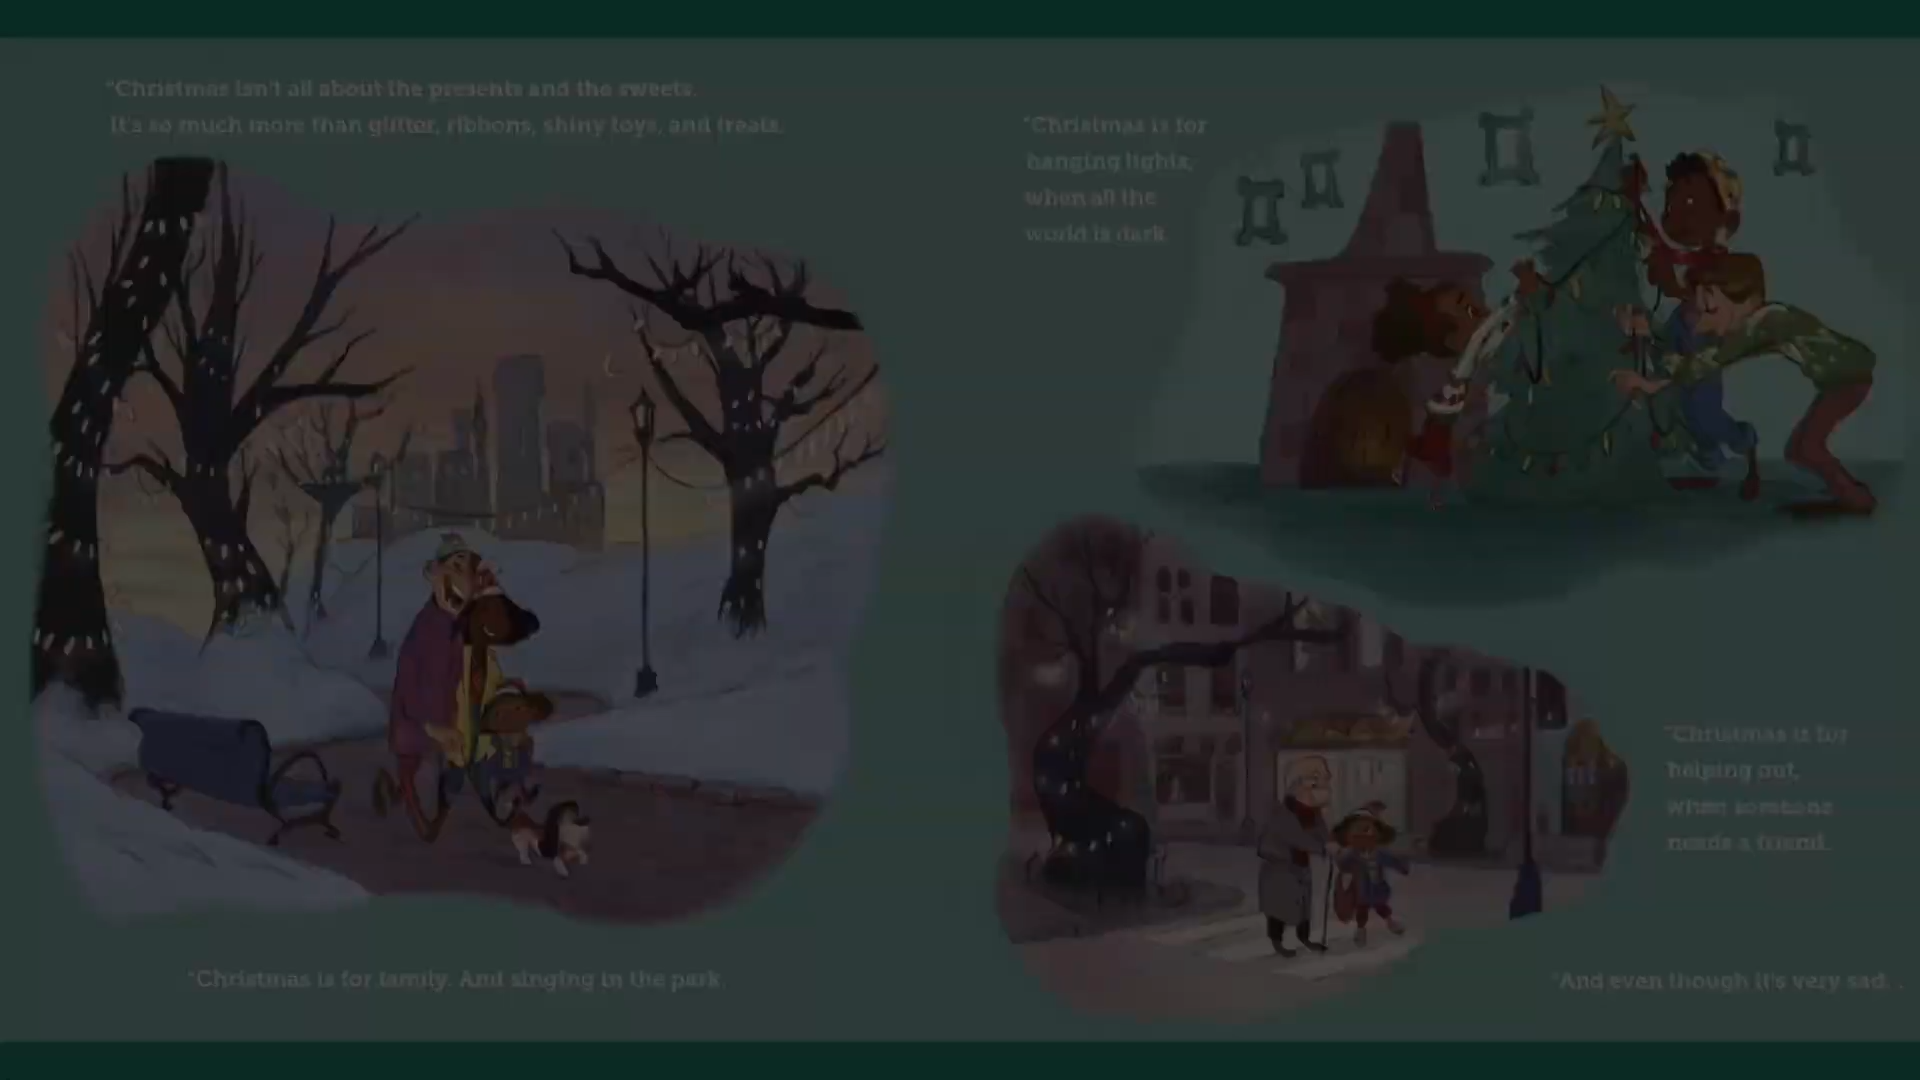 "Christmas isn't all about the presents and the sweets.
It's so much more than glitter, ribbons, shiny toys, and treats.
"Christmas is for family. And singing in the park.
"Christmas is for
hanging lights,
when all the
world is dark.
"Christmas is for
helping out,
when someone
needs a friend.
"And even though it's very sad. .